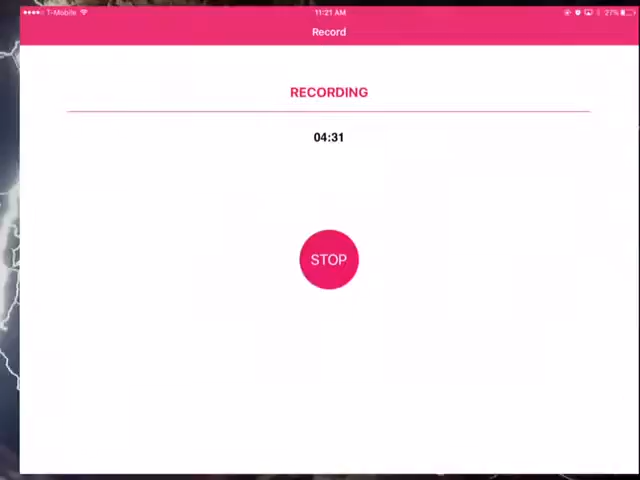 T-Mobile 11:21 AM 27%
Record
RECORDING
04:31
STOP